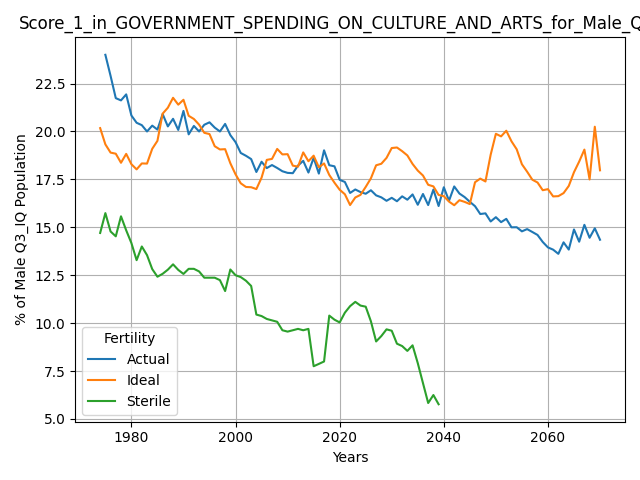 Score_1_in_GOVERNMENT_SPENDING_ON_CULTURE_AND_ARTS_for_Male_Q
22.5
20.0
17.5
15.0
12.5
10.0
7.5
5.0
% of Male Q3_IQ Population
Fertility
Actual
Ideal
Sterile
1980 2000 2020 2040 2060
Years